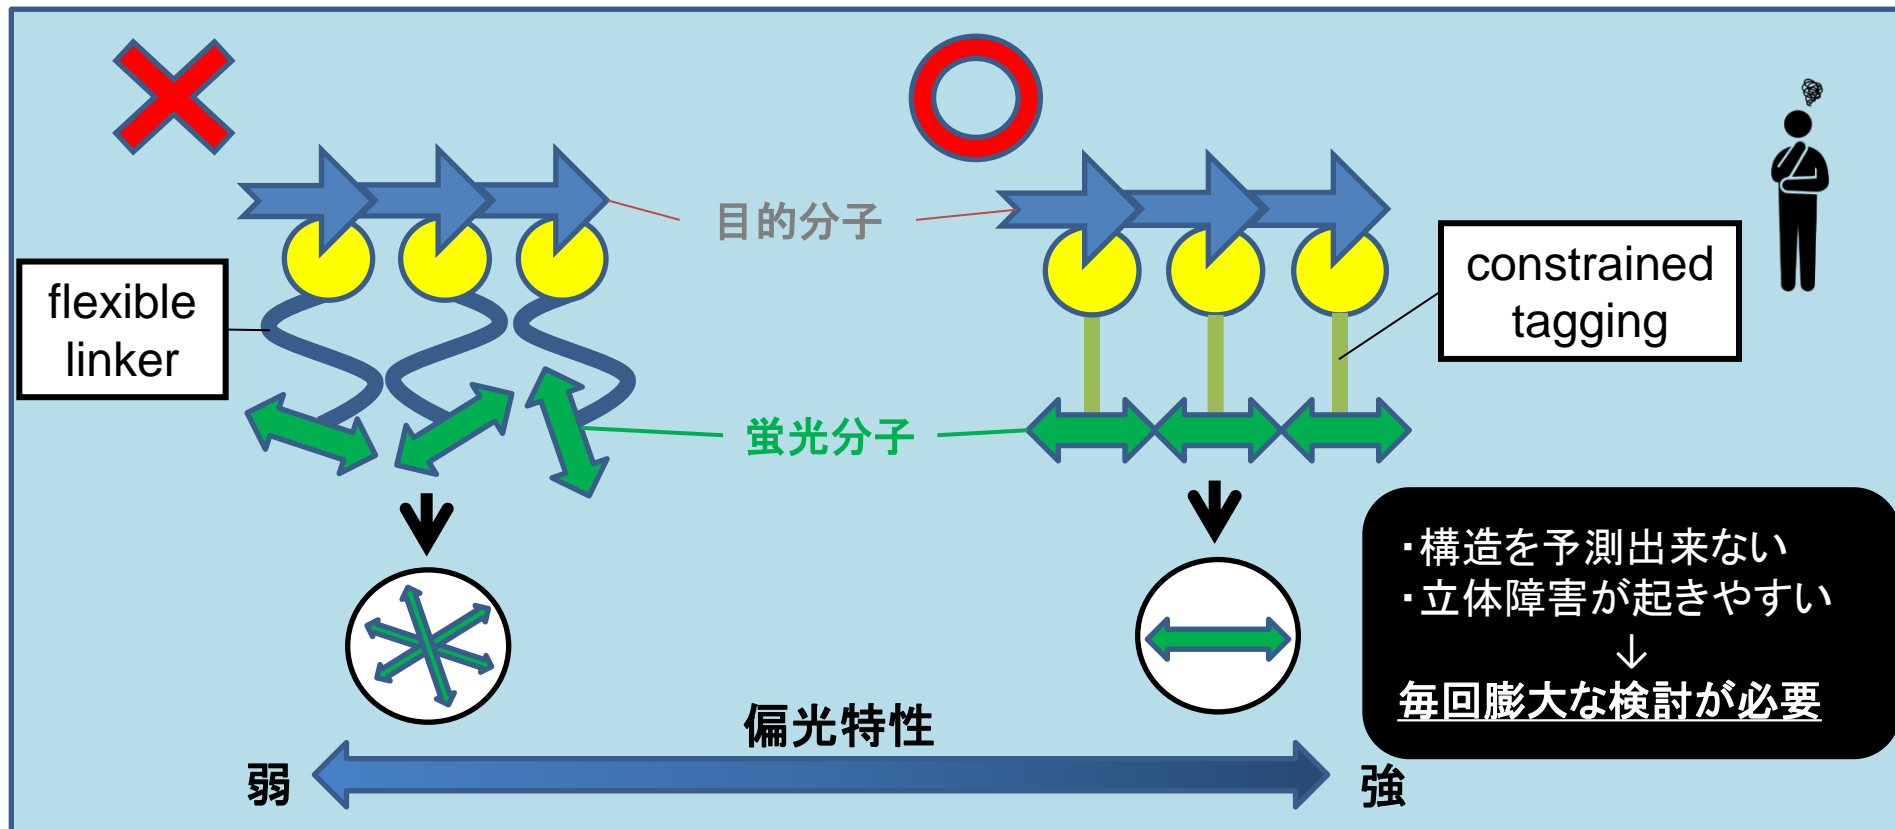 目的分子
flexible
linker
constrained
tagging
蛍光分子
・構造を予測出来ない
・立体障害が起きやすい
↓
毎回膨大な検討が必要
偏光特性
弱
強